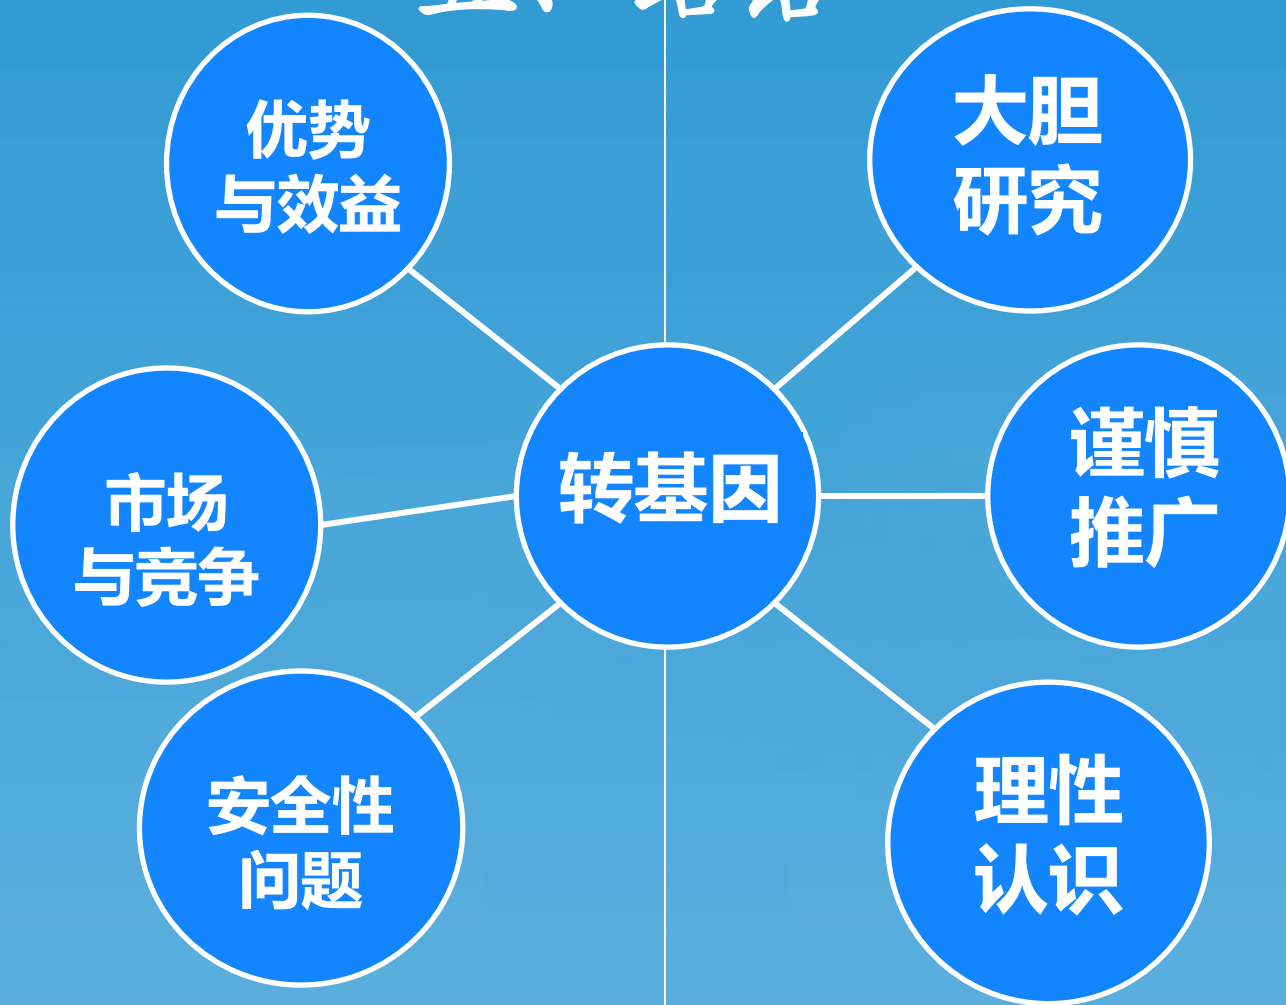 优势
与效益
大胆
研究
转基因
市场
与竞争
谨慎
推广
安全性
问题
理性
认识